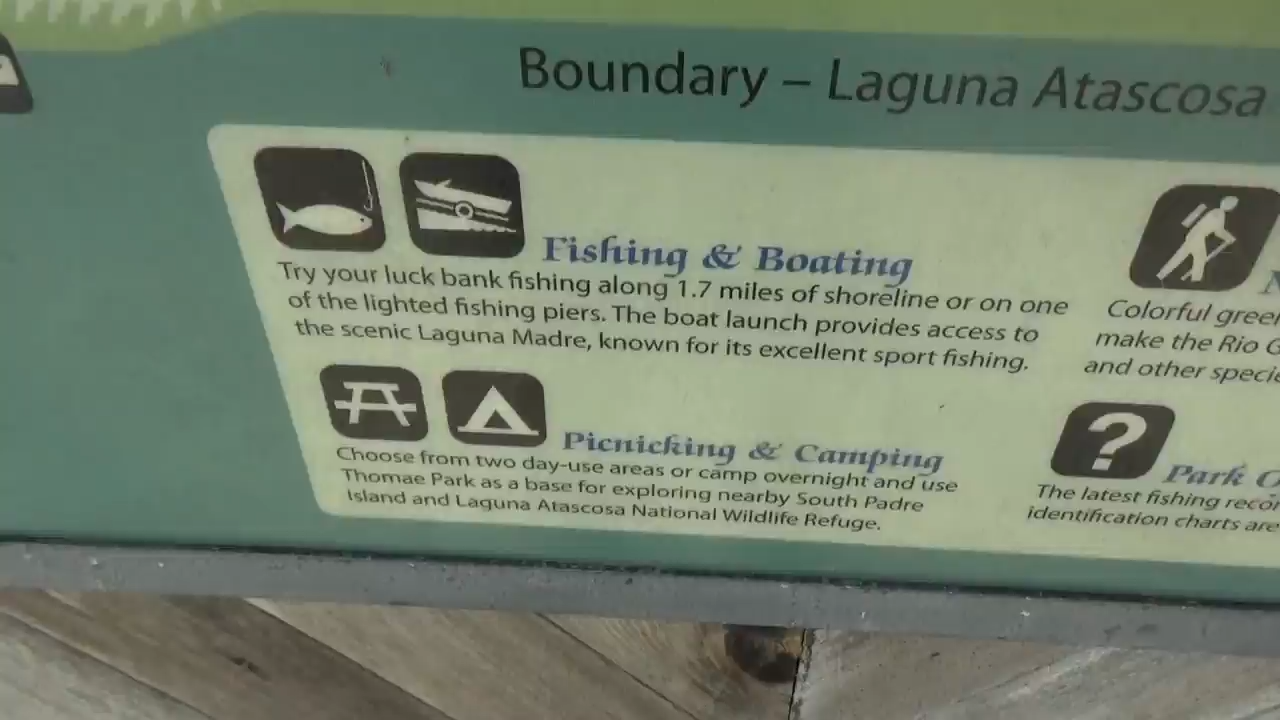 Boundary – Laguna Atascosa
Fishing & Boating
Try your luck bank fishing along 1.7 miles of shoreline or on one
of the lighted fishing piers. The boat launch provides access to
the scenic Laguna Madre, known for its excellent sport fishing.
Picnicking & Camping
Choose from two day-use areas or camp overnight and use
Thomae Park as a base for exploring nearby South Padre
Island and Laguna Atascosa National Wildlife Refuge.
Colorful
make the Rio
and other
?
Park
The latest fishing
identification charts are